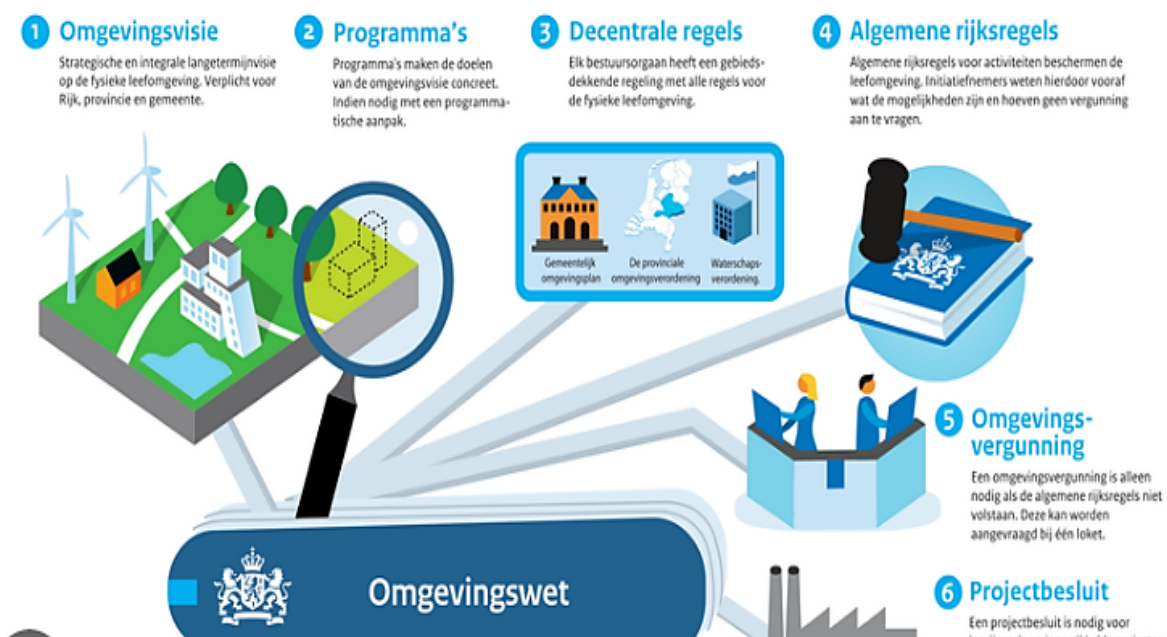 1 Omgevingsvisie
Strategische en integrale langetermijnvisie
op de fysieke leefomgeving. Verplicht voor
Rijk, provincie en gemeente.
2 Programma's
Programma's maken de doelen
van de omgevingsvisie concreet.
Indien nodig met een programma-
tische aanpak.
3 Decentrale regels
Elk bestuursorgaan heeft een gebieds-
dekkende regeling met alle regels voor
de fysieke leefomgeving.
4 Algemene rijksregels
Algemene rijksregels voor activiteiten beschermen de
leefomgeving. Initiatiefnemers weten hierdoor vooraf
wat de mogelijkheden zijn en hoeven geen vergunning
aan te vragen.
Gemeentelijk
omgevingsplan
De provinciale
omgevingsverordening
Waterschaps-
verordening.
5 Omgevings-
vergunning
Een omgevingsvergunning is alleen
nodig als de algemene rijksregels niet
volstaan. Deze kan worden
aangevraagd bij één loket.
Omgevingswet
6 Projectbesluit
Een projectbesluit is nodig voor